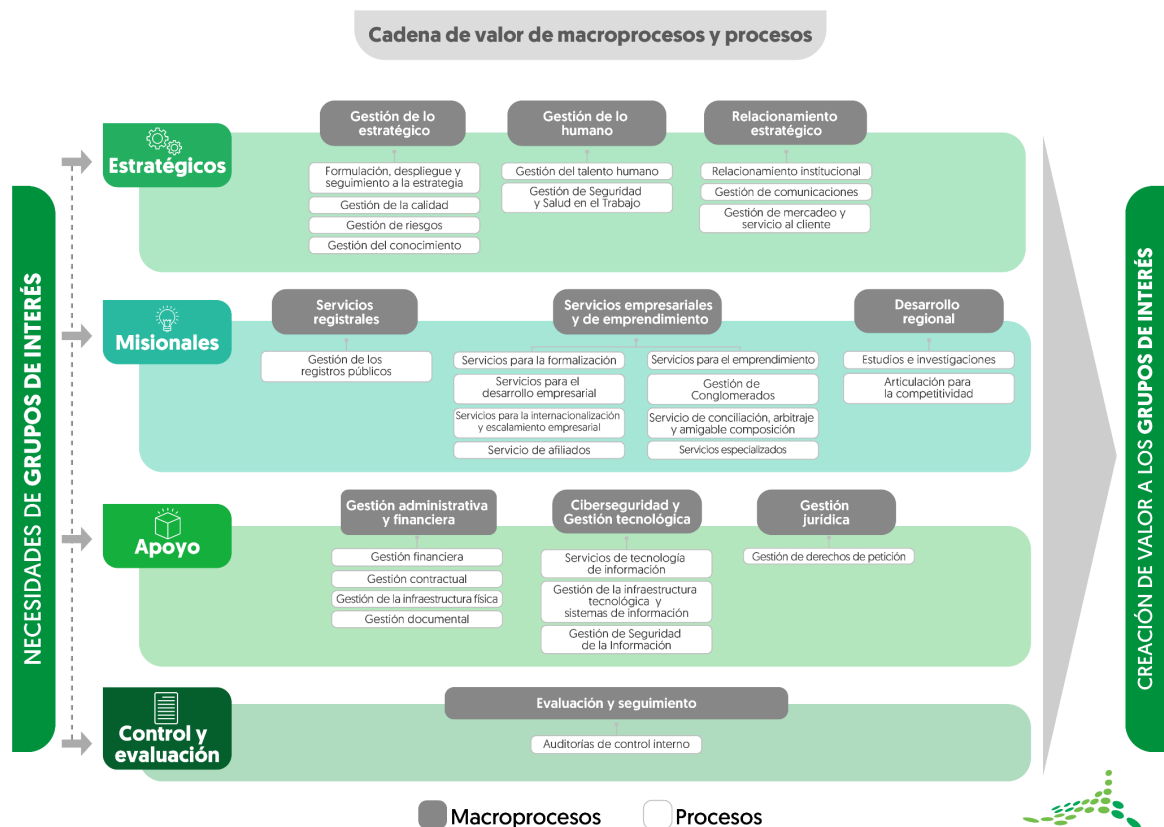 Cadena de valor de macroprocesos y procesos
NECESIDADES DE GRUPOS DE INTERÉS
Estratégicos
Gestión de lo
estratégico
Formulación, despliegue y
seguimiento a la estrategia
Gestión de la calidad
Gestión de riesgos
Gestión del conocimiento
Gestión de lo
humano
Gestión del talento humano
Gestión de Seguridad
y Salud en el Trabajo
Relacionamiento
estratégico
Relacionamiento institucional
Gestión de comunicaciones
Gestión de mercadeo y
servicio al cliente
Misionales
Servicios
registrales
Gestión de los
registros públicos
Servicios empresariales
y de emprendimiento
Servicios para la formalización
Servicios para el
desarrollo empresarial
Servicios para la internacionalización
y escalamiento empresarial
Servicio de afiliados
Servicios para el emprendimiento
Gestión de
Conglomerados
Servicio de conciliación, arbitraje
y amigable composición
Servicios especializados
Desarrollo
regional
Estudios e investigaciones
Articulación para
la competitividad
Apoyo
Gestión administrativa
y financiera
Gestión financiera
Gestión contractual
Gestión de la infraestructura física
Gestión documental
Ciberseguridad y
Gestión tecnológica
Servicios de tecnología
de información
Gestión de la infraestructura
tecnológica y
sistemas de información
Gestión de Seguridad
de la Información
Gestión
jurídica
Gestión de derechos de petición
Control y
evaluación
Evaluación y seguimiento
Auditorías de control interno
CREACIÓN DE VALOR A LOS GRUPOS DE INTERÉS
Macroprocesos
Procesos